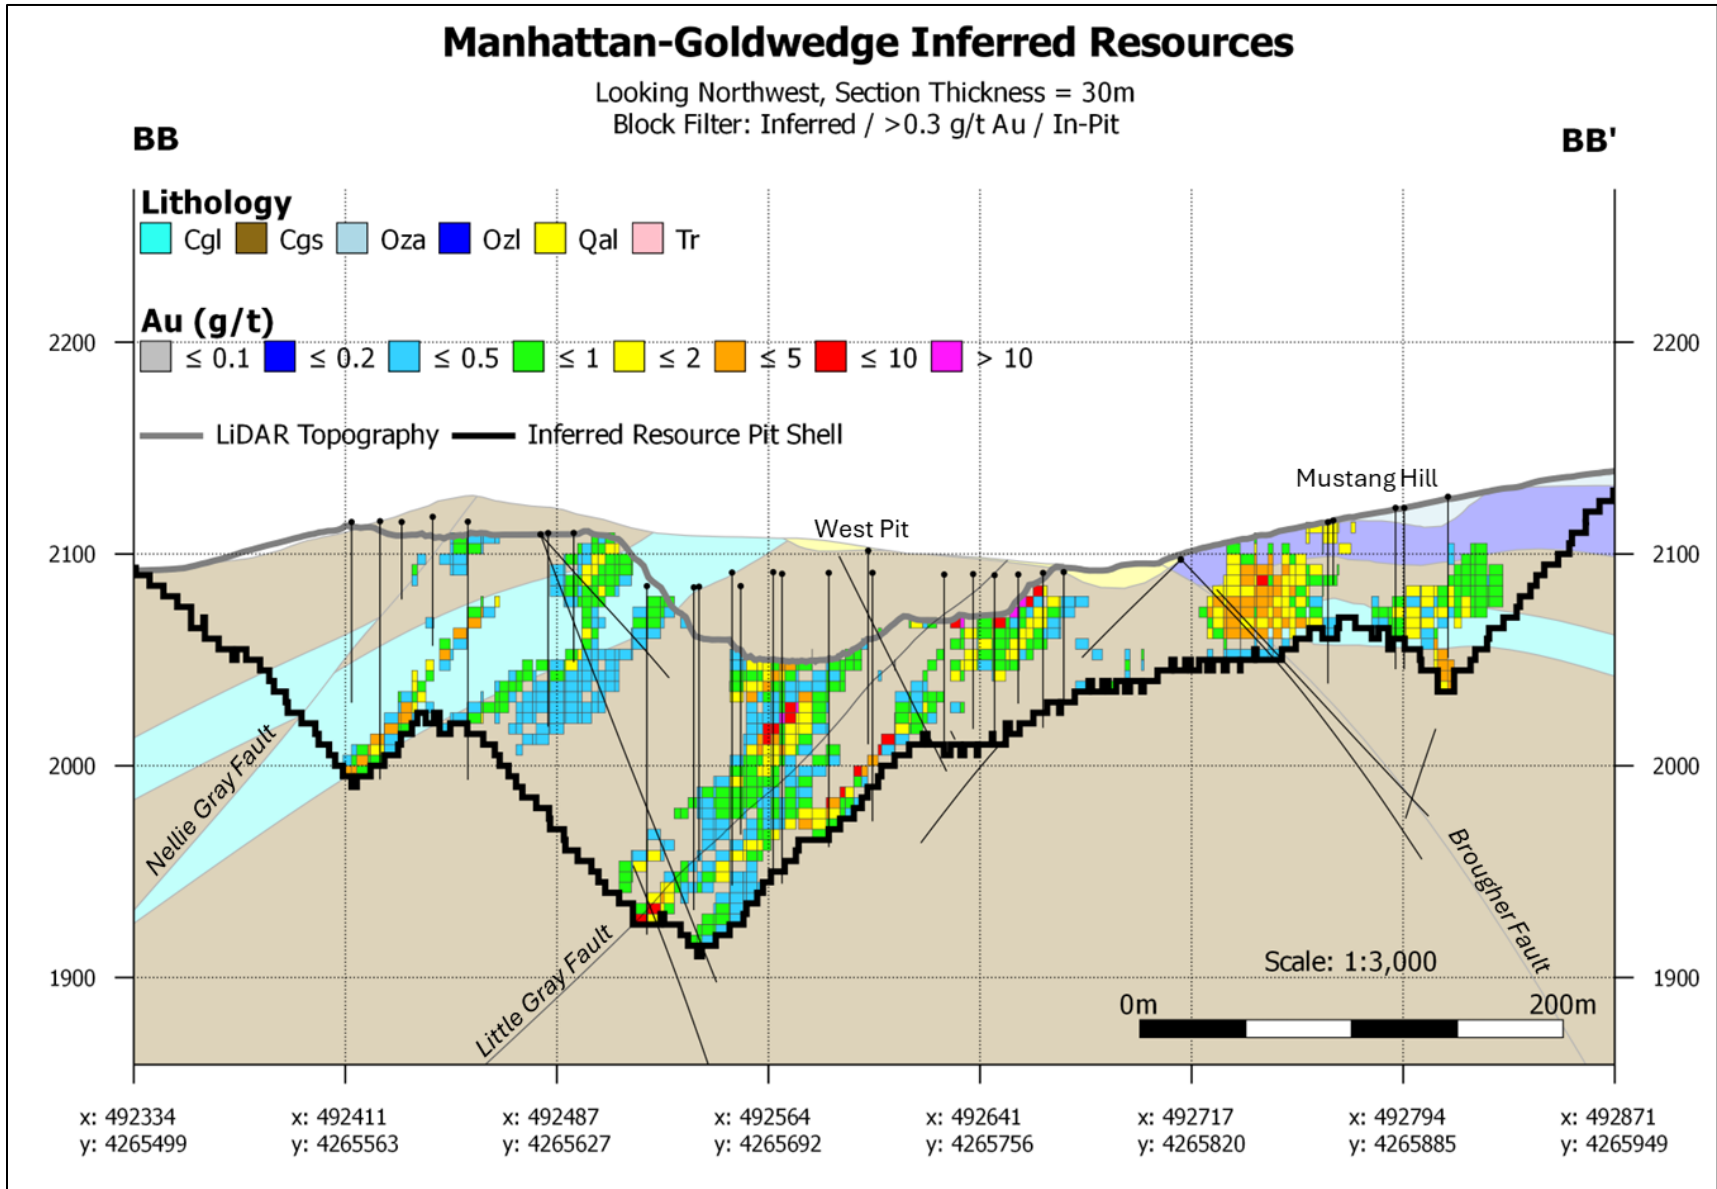 Manhattan-Goldwedge Inferred Resources
Looking Northwest, Section Thickness = 30m
Block Filter: Inferred / >0.3 g/t Au / In-Pit
BB
BB'
Lithology
Cgl Cgs Oza Ozl Qal Tr
Au (g/t)
≤ 0.1 ≤ 0.2 ≤ 0.5 ≤ 1 ≤ 2 ≤ 5 ≤ 10 > 10
LiDAR Topography Inferred Resource Pit Shell
2200
2200
Mustang Hill
West Pit
2100
2100
2000
2000
Nellie Gray Fault
Brougher Fault
Little Gray Fault
1900
1900
Scale: 1:3,000
0m 200m
x: 492334 x: 492411 x: 492487 x: 492564 x: 492641 x: 492717 x: 492794 x: 492871
y: 4265499 y: 4265563 y: 4265627 y: 4265692 y: 4265756 y: 4265820 y: 4265885 y: 4265949